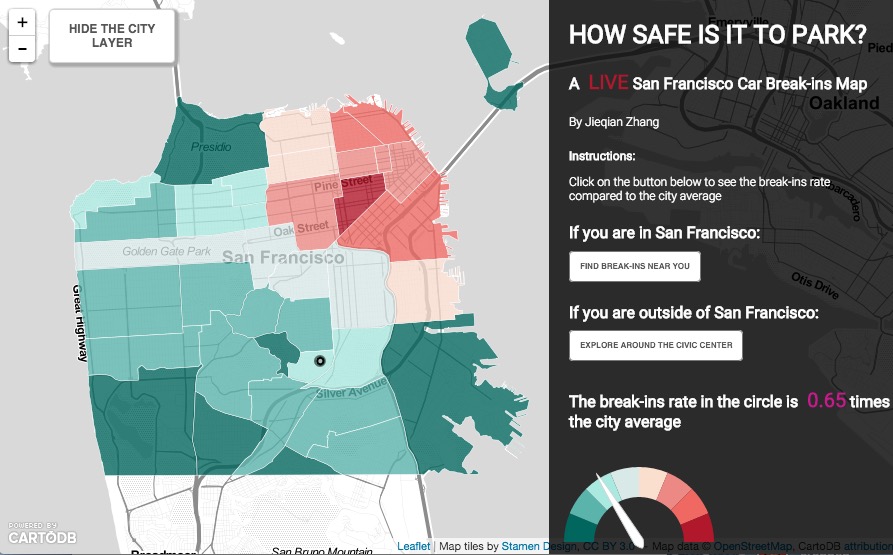 +
−
HIDE THE CITY
LAYER
Presidio
Pine Street
Oak Street
Golden Gate Park
San Francisco
Great Highway
Silver Avenue
San Bruno Mountain
POWERED BY
CARTODB
Leaflet | Map tiles by Stamen Design, CC BY 3.0 — Map data © OpenStreetMap, CartoDB attribution
Emeryville
Pied
HOW SAFE IS IT TO PARK?
A LIVE San Francisco Car Break-ins Map
Oakland
By Jieqian Zhang
Instructions:
Click on the button below to see the break-ins rate
compared to the city average
If you are in San Francisco:
FIND BREAK-INS NEAR YOU
Otis Drive
If you are outside of San Francisco:
EXPLORE AROUND THE CIVIC CENTER
The break-ins rate in the circle is 0.65 times
the city average